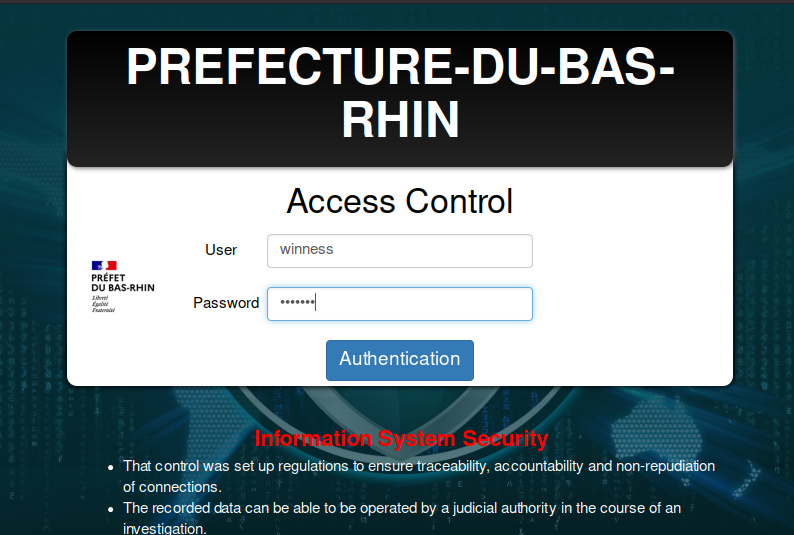 PREFECTURE-DU-BAS-
RHIN
Access Control
User
winness
PRÉFET
DU BAS-RHIN
Liberté
Égalité
Fraternité
Password
•••••••
Authentication
Information System Security
• That control was set up regulations to ensure traceability, accountability and non-repudiation
of connections.
• The recorded data can be able to be operated by a judicial authority in the course of an
investigation.